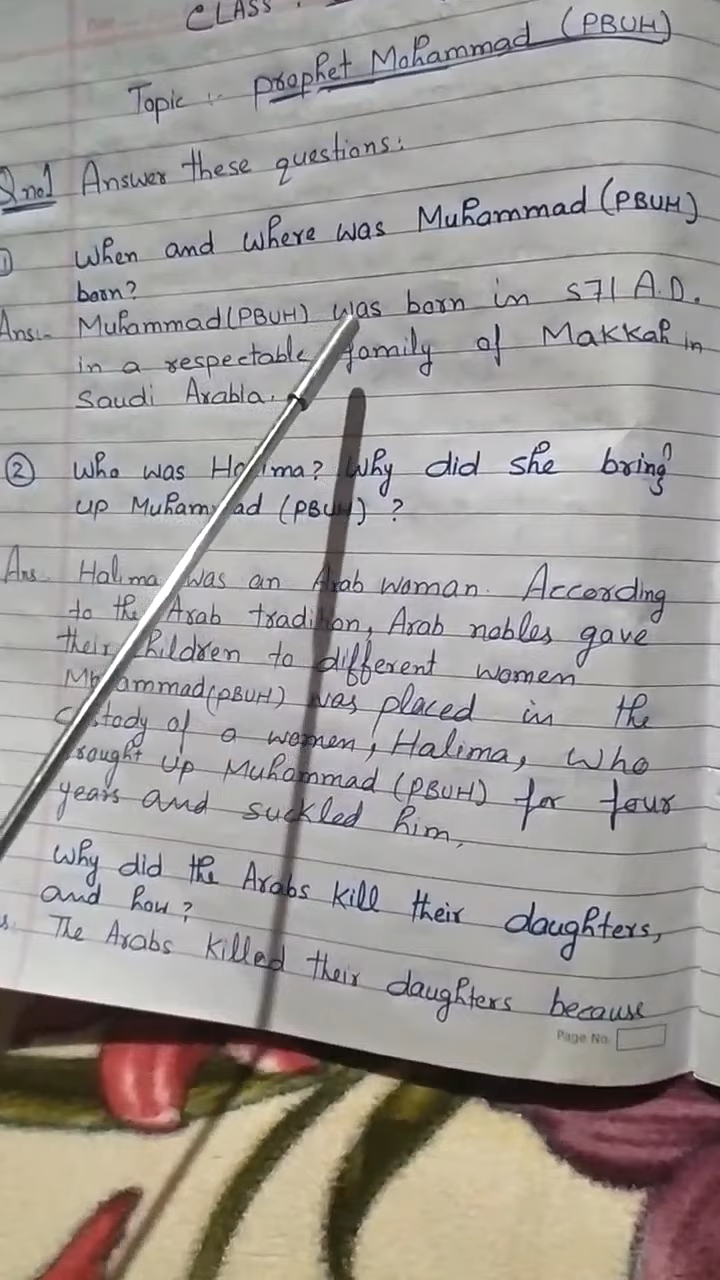 CLASS :
Topic :- Prophet Mohammad (PBUH)
Qno1 Answer these questions:
① When and where was Muhammad (PBUH)
born?
Ans:- Muhammad (PBUH) was born in 571 A.D.
in a respectable family of Makkah in
Saudi Arabia.
② Who was Halima? Why did she bring
up Muhammad (PBUH) ?
Ans. Halima was an Arab woman. According
to the Arab tradition, Arab nobles gave
their children to different women
Muhammad (PBUH) was placed in the
custody of a women, Halima, who
brought up Muhammad (PBUH) for four
years and suckled him,
Why did the Arabs kill their daughters,
and how?
s. The Arabs killed their daughters because
Page No.